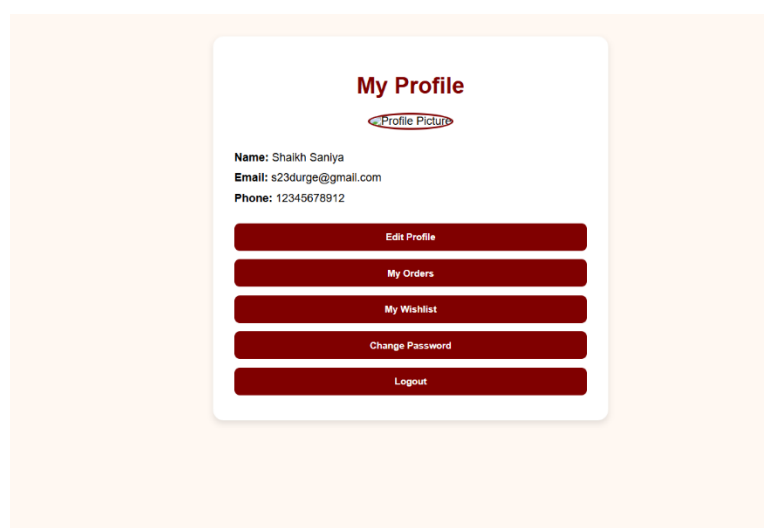 My Profile
Profile Picture
Name: Shaikh Saniya
Email: s23durge@gmail.com
Phone: 12345678912
Edit Profile
My Orders
My Wishlist
Change Password
Logout